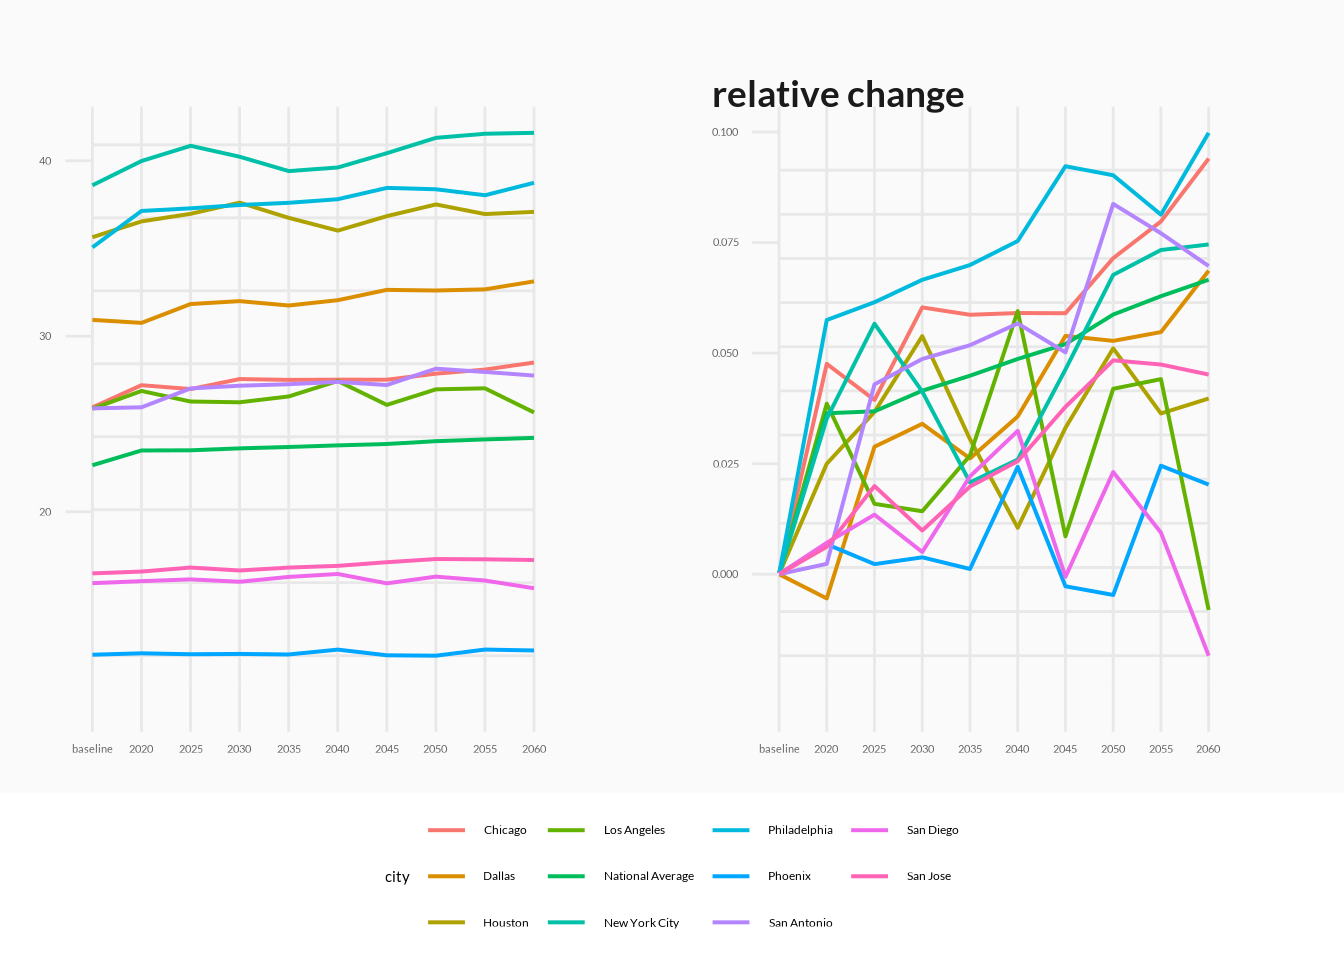 relative change
40
30
20
baseline 2020 2025 2030 2035 2040 2045 2050 2055 2060
0.100
0.075
0.050
0.025
0.000
baseline 2020 2025 2030 2035 2040 2045 2050 2055 2060
city
Chicago Los Angeles Philadelphia San Diego
Dallas National Average Phoenix San Jose
Houston New York City San Antonio